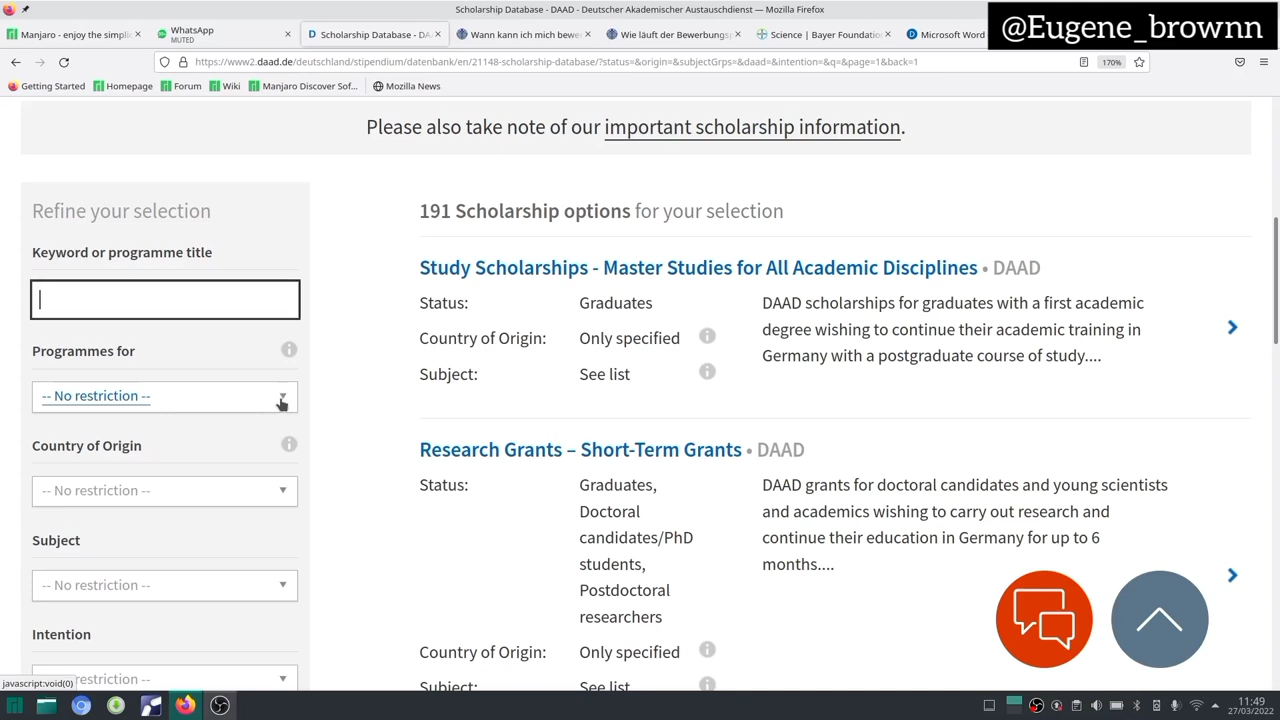 Scholarship Database - DAAD - Deutscher Akademischer Austauschdienst — Mozilla Firefox
@Eugene_brownn
Manjaro - enjoy the simpli
WhatsApp
MUTED
Scholarship Database - DA
Wann kann ich mich bewe
Wie läuft der Bewerbungs
Science | Bayer Foundatio
Microsoft Word
https://www2.daad.de/deutschland/stipendium/datenbank/en/21148-scholarship-database/?status=&origin=&subjectGrps=&daad=&intention=&q=&page=1&back=1
170%
Getting Started
Homepage
Forum
Wiki
Manjaro Discover Sof...
Mozilla News
Please also take note of our important scholarship information.
Refine your selection
Keyword or programme title
Programmes for
-- No restriction --
Country of Origin
-- No restriction --
Subject
-- No restriction --
Intention
restriction --
191 Scholarship options for your selection
Study Scholarships - Master Studies for All Academic Disciplines • DAAD
Status: Graduates
Country of Origin: Only specified
Subject: See list
DAAD scholarships for graduates with a first academic
degree wishing to continue their academic training in
Germany with a postgraduate course of study....
Research Grants – Short-Term Grants • DAAD
Status: Graduates,
Doctoral
candidates/PhD
students,
Postdoctoral
researchers
Country of Origin: Only specified
Subject: See list
DAAD grants for doctoral candidates and young scientists
and academics wishing to carry out research and
continue their education in Germany for up to 6
months....
javascript:void(0)
11:49
27/03/2022